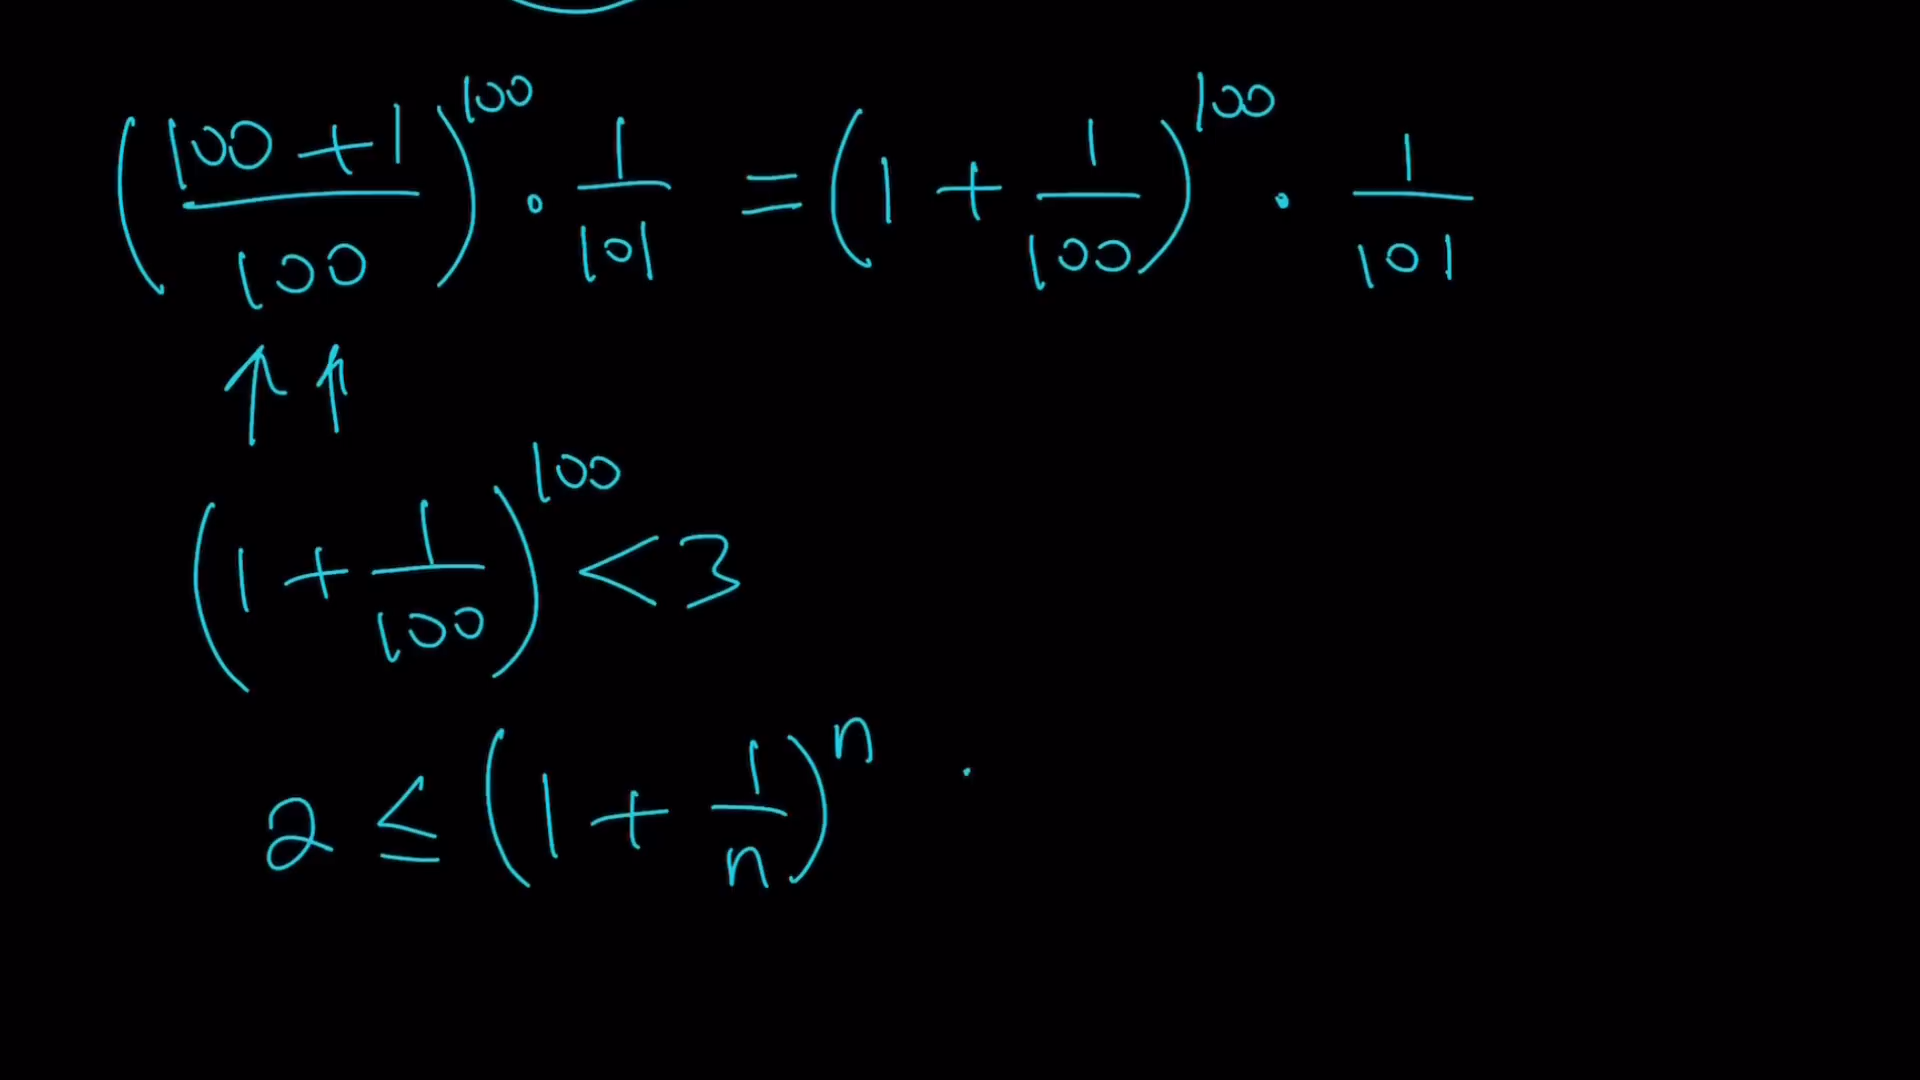 (100+1/100)^100 · 1/101 = (1 + 1/100)^100 · 1/101
↑↑
(1 + 1/100)^100 < 3
2 ≤ (1 + 1/n)^n